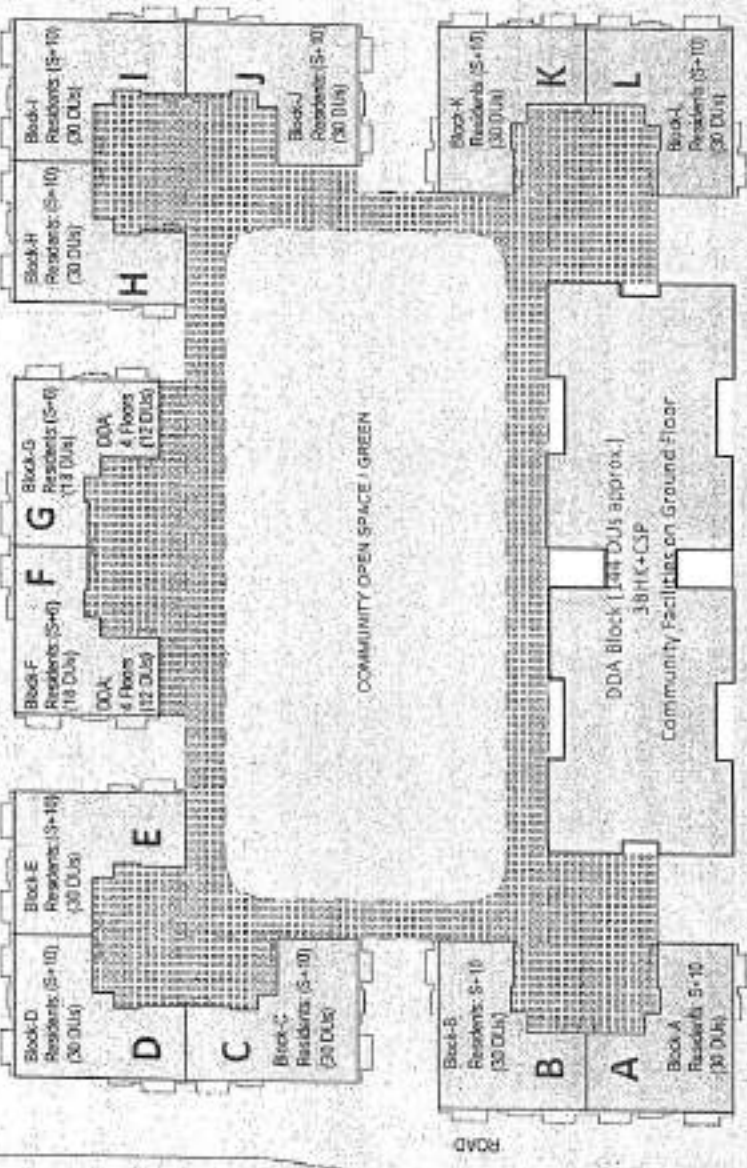 Block-I
Residents: (S+10)
(30 DUs)
I
J
Block-J
Residents: (S+10)
(30 DUs)
Block-H
Residents: (S+10)
(30 DUs)
H
Block-K
Residents: (S+10)
(30 DUs)
K
L
Block-L
Residents: (S+10)
(30 DUs)
Block-G
Residents: (S+6)
(18 DUs)
G
DDA
4 Floors
(12 DUs)
Block-F
Residents: (S+6)
(18 DUs)
F
DDA
4 Floors
(12 DUs)
COMMUNITY OPEN SPACE / GREEN
DDA Block (144 DUs approx.)
3BHK+CSP
Community Facilities on Ground Floor
Block-E
Residents: (S+10)
(30 DUs)
E
Block-D
Residents: (S+10)
(30 DUs)
D
C
Block-C
Residents: (S+10)
(30 DUs)
Block-B
Residents: (S+10
(30 DUs)
B
A
Block A
Residents: S+10
(30 DUs)
ROAD